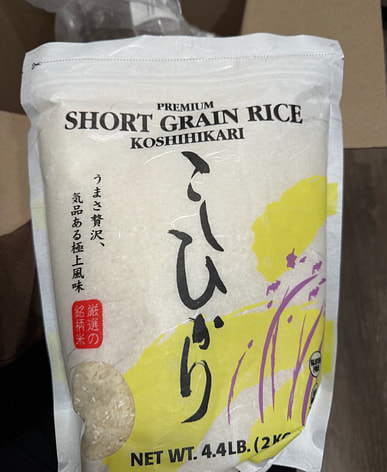 PREMIUM
SHORT GRAIN RICE
KOSHIHIKARI
こしひかり
うまさ贅沢、
気品ある極上風味
厳選の
銘柄米
NET WT. 4.4LB. (2 K